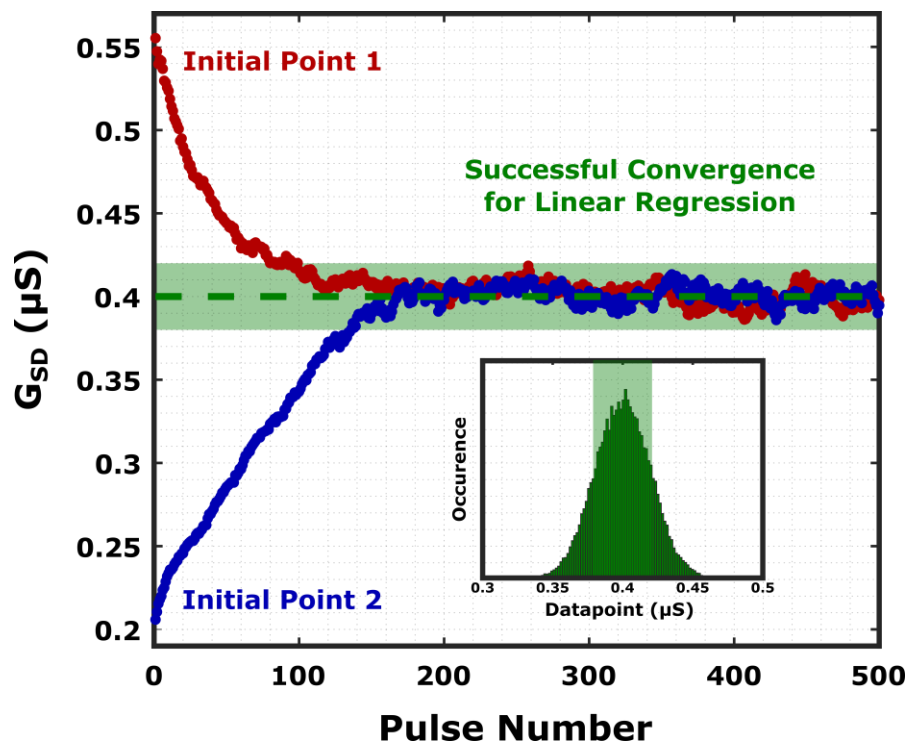 0.55
Initial Point 1
0.5
Successful Convergence
for Linear Regression
0.45
0.4
0.35
0.3
0.25
0.2
G_SD (µS)
Initial Point 2
Occurence
0.3 0.35 0.4 0.45 0.5
Datapoint (µS)
0 100 200 300 400 500
Pulse Number